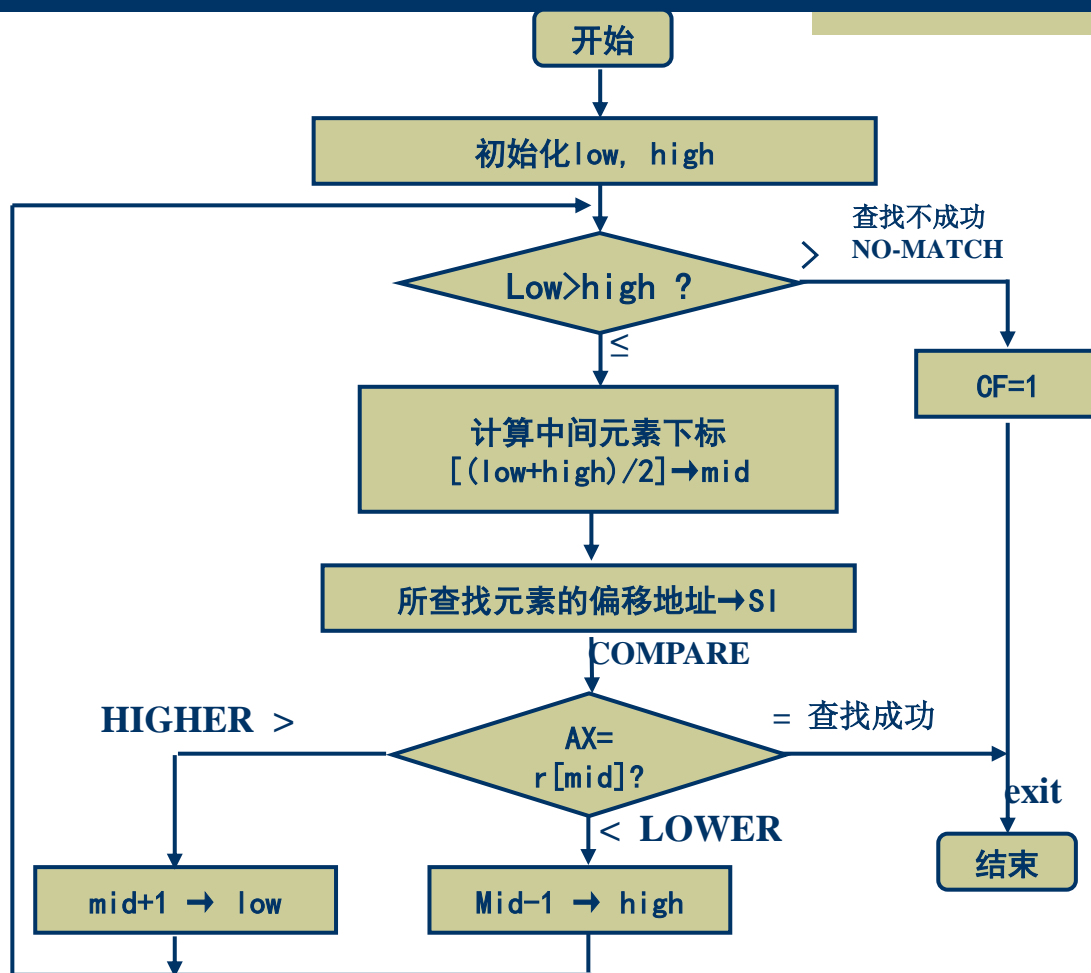 开始
初始化low, high
查找不成功
NO-MATCH
>
Low>high ?
≤
CF=1
计算中间元素下标
[(low+high)/2]→mid
所查找元素的偏移地址→SI
COMPARE
HIGHER >
= 查找成功
AX=
r[mid]?
exit
< LOWER
结束
mid+1 → low
Mid-1 → high